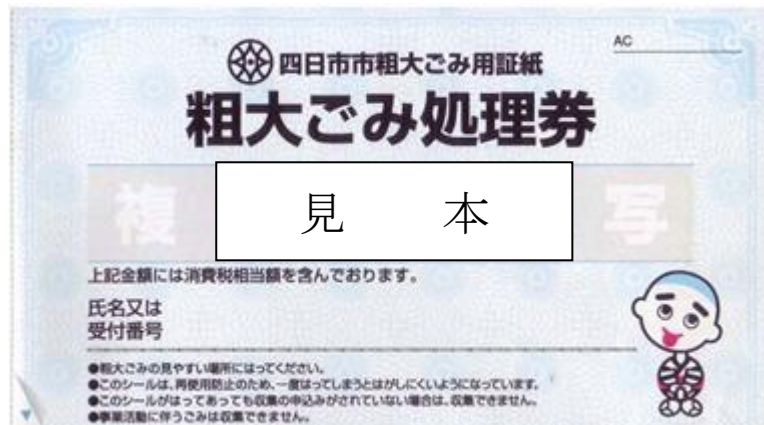 AC
四日市市粗大ごみ用証紙
粗大ごみ処理券
複 見 本 写
上記金額には消費税相当額を含んでおります。
氏名又は
受付番号
●粗大ごみの見やすい場所にはってください。
●このシールは、再使用防止のため、一度はってしまうとはがしにくいようになっています。
●このシールがはってあっても収集の申込みがされていない場合は、収集できません。
●事業活動に伴うごみは収集できません。